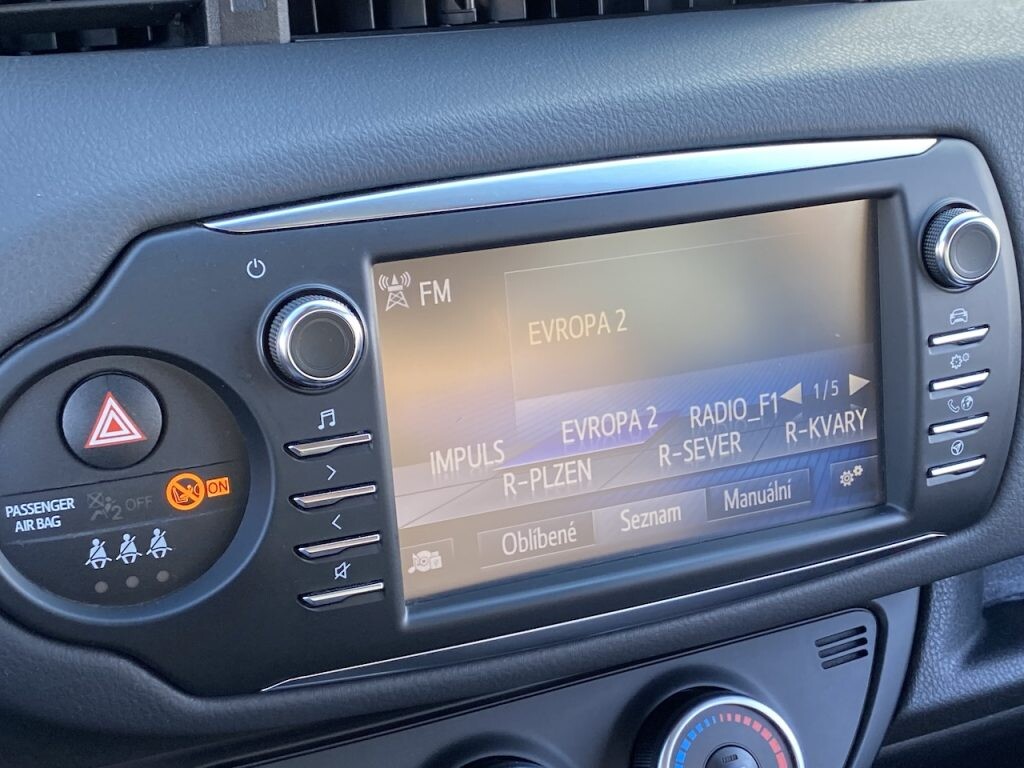 FM
EVROPA 2
1/5
IMPULS EVROPA 2 RADIO_F1
R-PLZEN R-SEVER R-KVARY
Oblíbené Seznam Manuální
PASSENGER
AIR BAG
2 OFF
ON